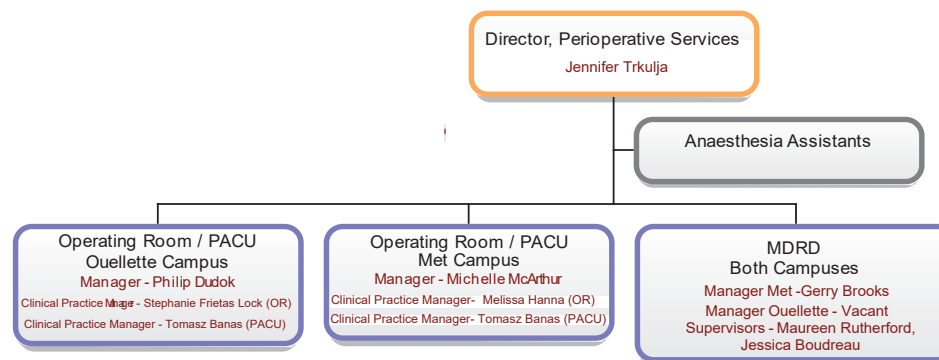 Director, Perioperative Services
Jennifer Trkulja
Anaesthesia Assistants
Operating Room / PACU
Ouellette Campus
Manager - Philip Dudok
Clinical Practice Manager - Stephanie Frietas Lock (OR)
Clinical Practice Manager - Tomasz Banas (PACU)
Operating Room / PACU
Met Campus
Manager - Michelle McArthur
Clinical Practice Manager- Melissa Hanna (OR)
Clinical Practice Manager- Tomasz Banas (PACU)
MDRD
Both Campuses
Manager Met -Gerry Brooks
Manager Ouellette - Vacant
Supervisors - Maureen Rutherford,
Jessica Boudreau